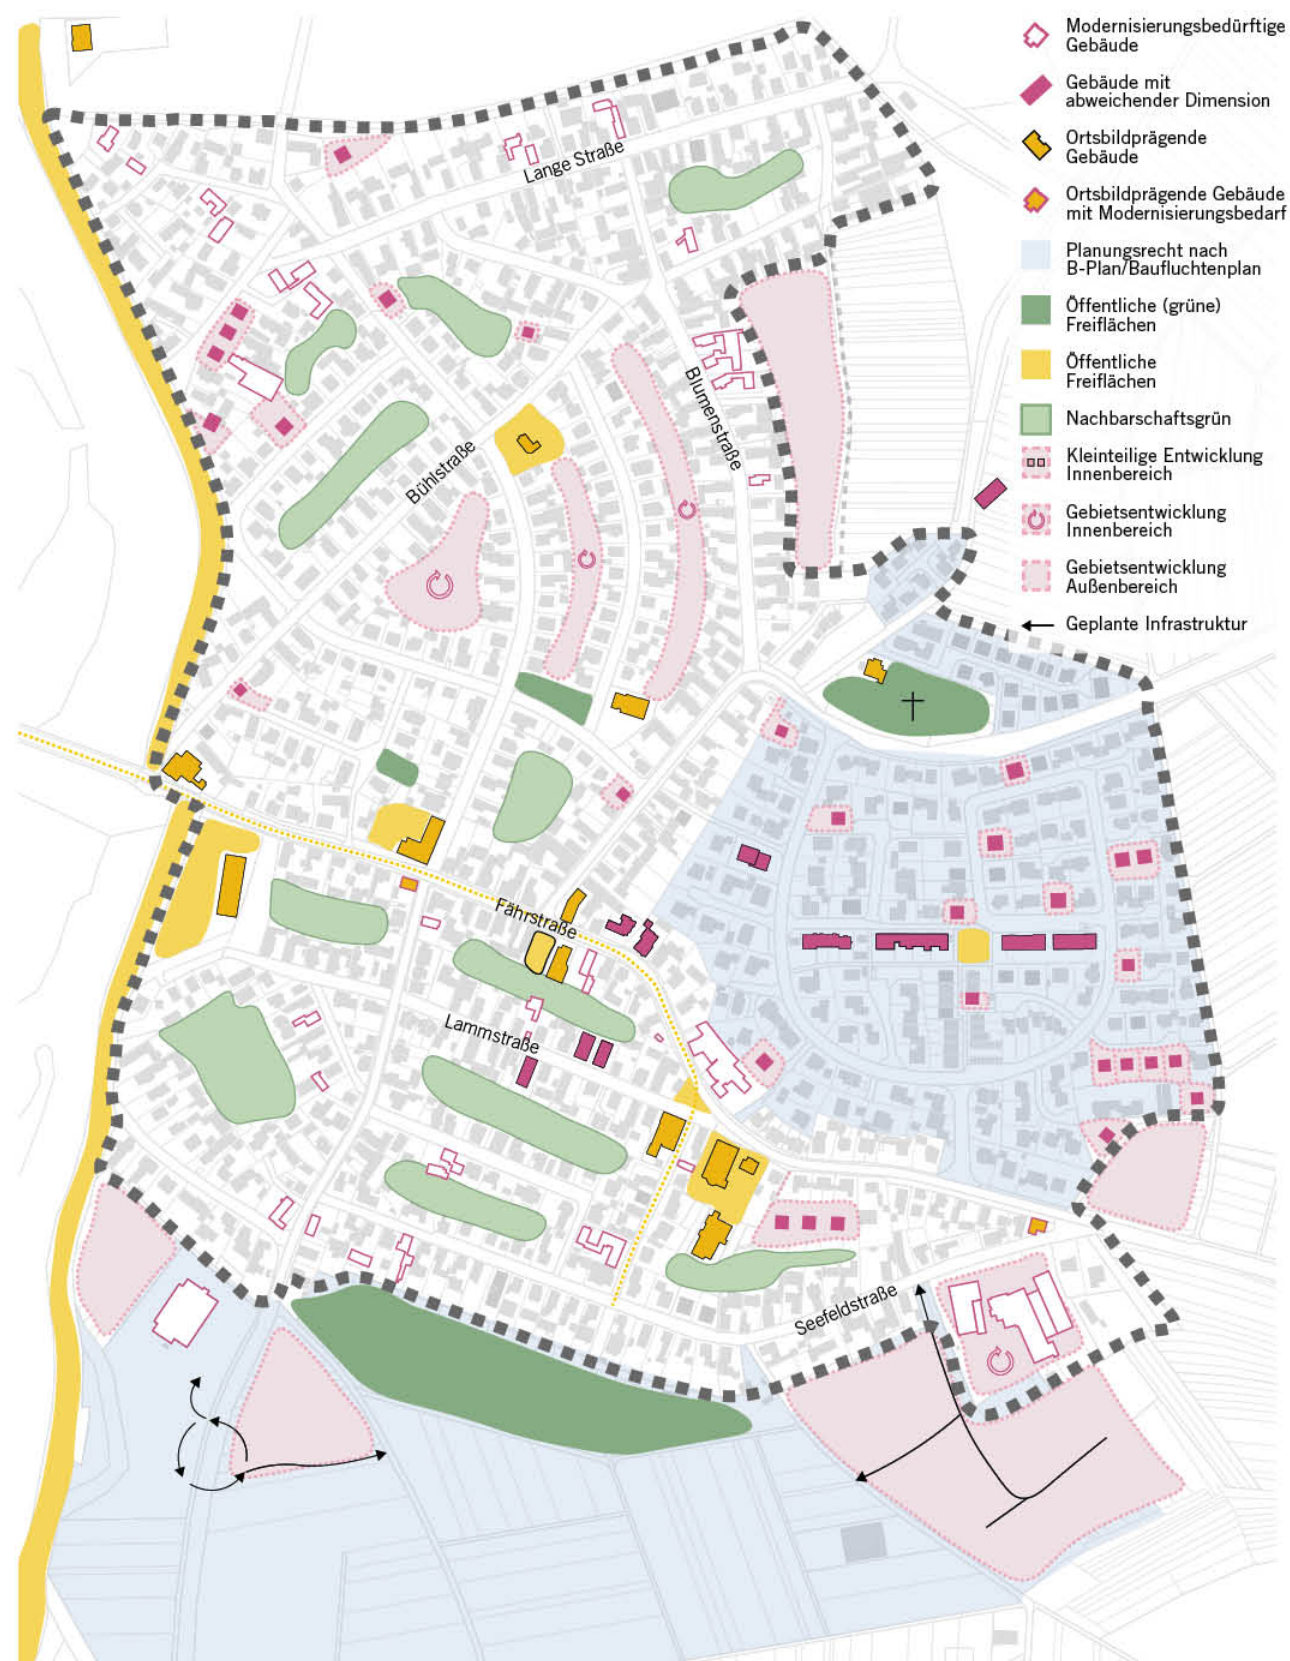 Modernisierungsbedürftige
Gebäude
Gebäude mit
abweichender Dimension
Ortsbildprägende
Gebäude
Ortsbildprägende Gebäude
mit Modernisierungsbedarf
Planungsrecht nach
B-Plan/Baufluchtenplan
Öffentliche (grüne)
Freiflächen
Öffentliche
Freiflächen
Nachbarschaftsgrün
Kleinteilige Entwicklung
Innenbereich
Gebietsentwicklung
Innenbereich
Gebietsentwicklung
Außenbereich
Geplante Infrastruktur
Lange Straße
Blumenstraße
Bühlstraße
Fährstraße
Lammstraße
Seefeldstraße